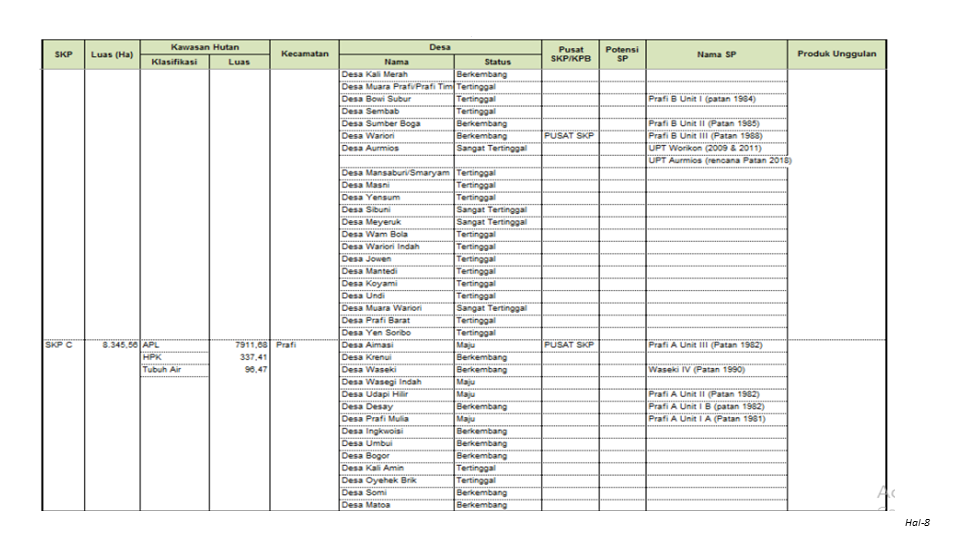 SKP Luas (Ha) Kawasan Hutan Kecamatan Desa Pusat SKP/KPB Potensi SP Nama SP Produk Unggulan
Klasifikasi Luas Nama Status
Desa Kali Merah Berkembang
Desa Muara Prafi/Prafi Tim Tertinggal
Desa Bowi Subur Tertinggal Prafi B Unit I (patan 1984)
Desa Sembab Tertinggal
Desa Sumber Boga Berkembang Prafi B Unit II (Patan 1985)
Desa Wariori Berkembang PUSAT SKP Prafi B Unit III (Patan 1988)
Desa Aurmios Sangat Tertinggal UPT Worikon (2009 & 2011)
UPT Aurmios (rencana Patan 2018)
Desa Mansaburi/Smaryam Tertinggal
Desa Masni Tertinggal
Desa Yensum Tertinggal
Desa Sibuni Sangat Tertinggal
Desa Meyeruk Sangat Tertinggal
Desa Wam Bola Tertinggal
Desa Wariori Indah Tertinggal
Desa Jowen Tertinggal
Desa Mantedi Tertinggal
Desa Koyami Tertinggal
Desa Undi Tertinggal
Desa Muara Wariori Sangat Tertinggal
Desa Prafi Barat Tertinggal
Desa Yen Soribo Tertinggal
SKP C 8.345,56 APL 7911,68 Prafi Desa Aimasi Maju PUSAT SKP Prafi A Unit III (Patan 1982)
HPK 337,41 Desa Krenui Berkembang
Tubuh Air 96,47 Desa Waseki Berkembang Waseki IV (Patan 1990)
Desa Wasegi Indah Maju
Desa Udapi Hilir Maju Prafi A Unit II (Patan 1982)
Desa Desay Berkembang Prafi A Unit I B (patan 1982)
Desa Prafi Mulia Maju Prafi A Unit I A (Patan 1981)
Desa Ingkwoisi Berkembang
Desa Umbui Berkembang
Desa Bogor Berkembang
Desa Kali Amin Tertinggal
Desa Oyehek Brik Tertinggal
Desa Somi Berkembang
Desa Matoa Berkembang
Hal-8